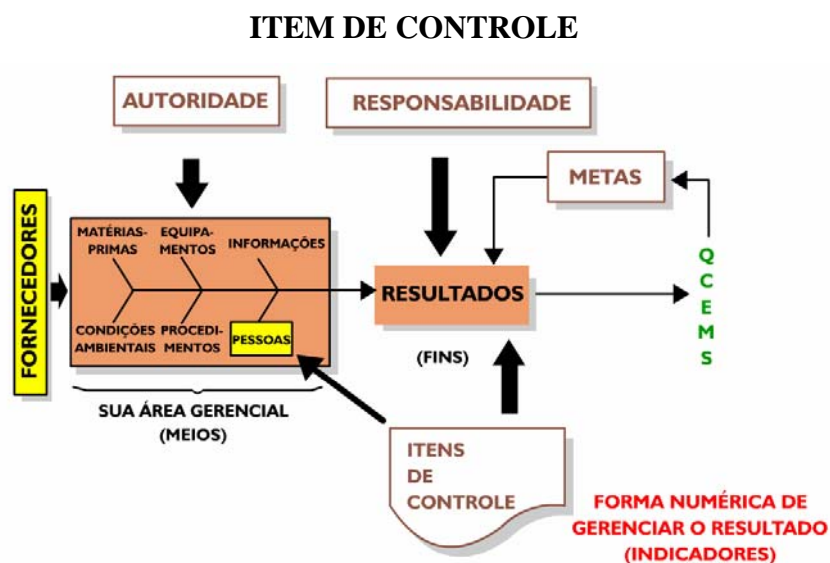 ITEM DE CONTROLE
AUTORIDADE
RESPONSABILIDADE
METAS
FORNECEDORES
MATÉRIAS-
PRIMAS
EQUIPA-
MENTOS
INFORMAÇÕES
CONDIÇÕES
AMBIENTAIS
PROCEDI-
MENTOS
PESSOAS
RESULTADOS
(FINS)
Q
C
E
M
S
SUA ÁREA GERENCIAL
(MEIOS)
ITENS
DE
CONTROLE
FORMA NUMÉRICA DE
GERENCIAR O RESULTADO
(INDICADORES)